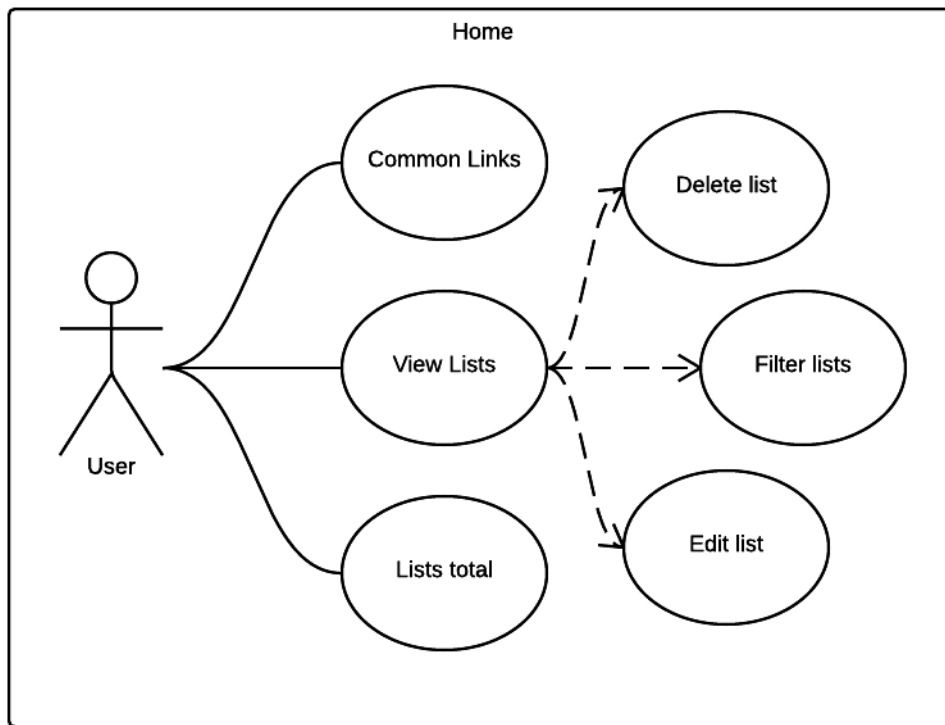 Home
Common Links
Delete list
View Lists
Filter lists
User
Edit list
Lists total